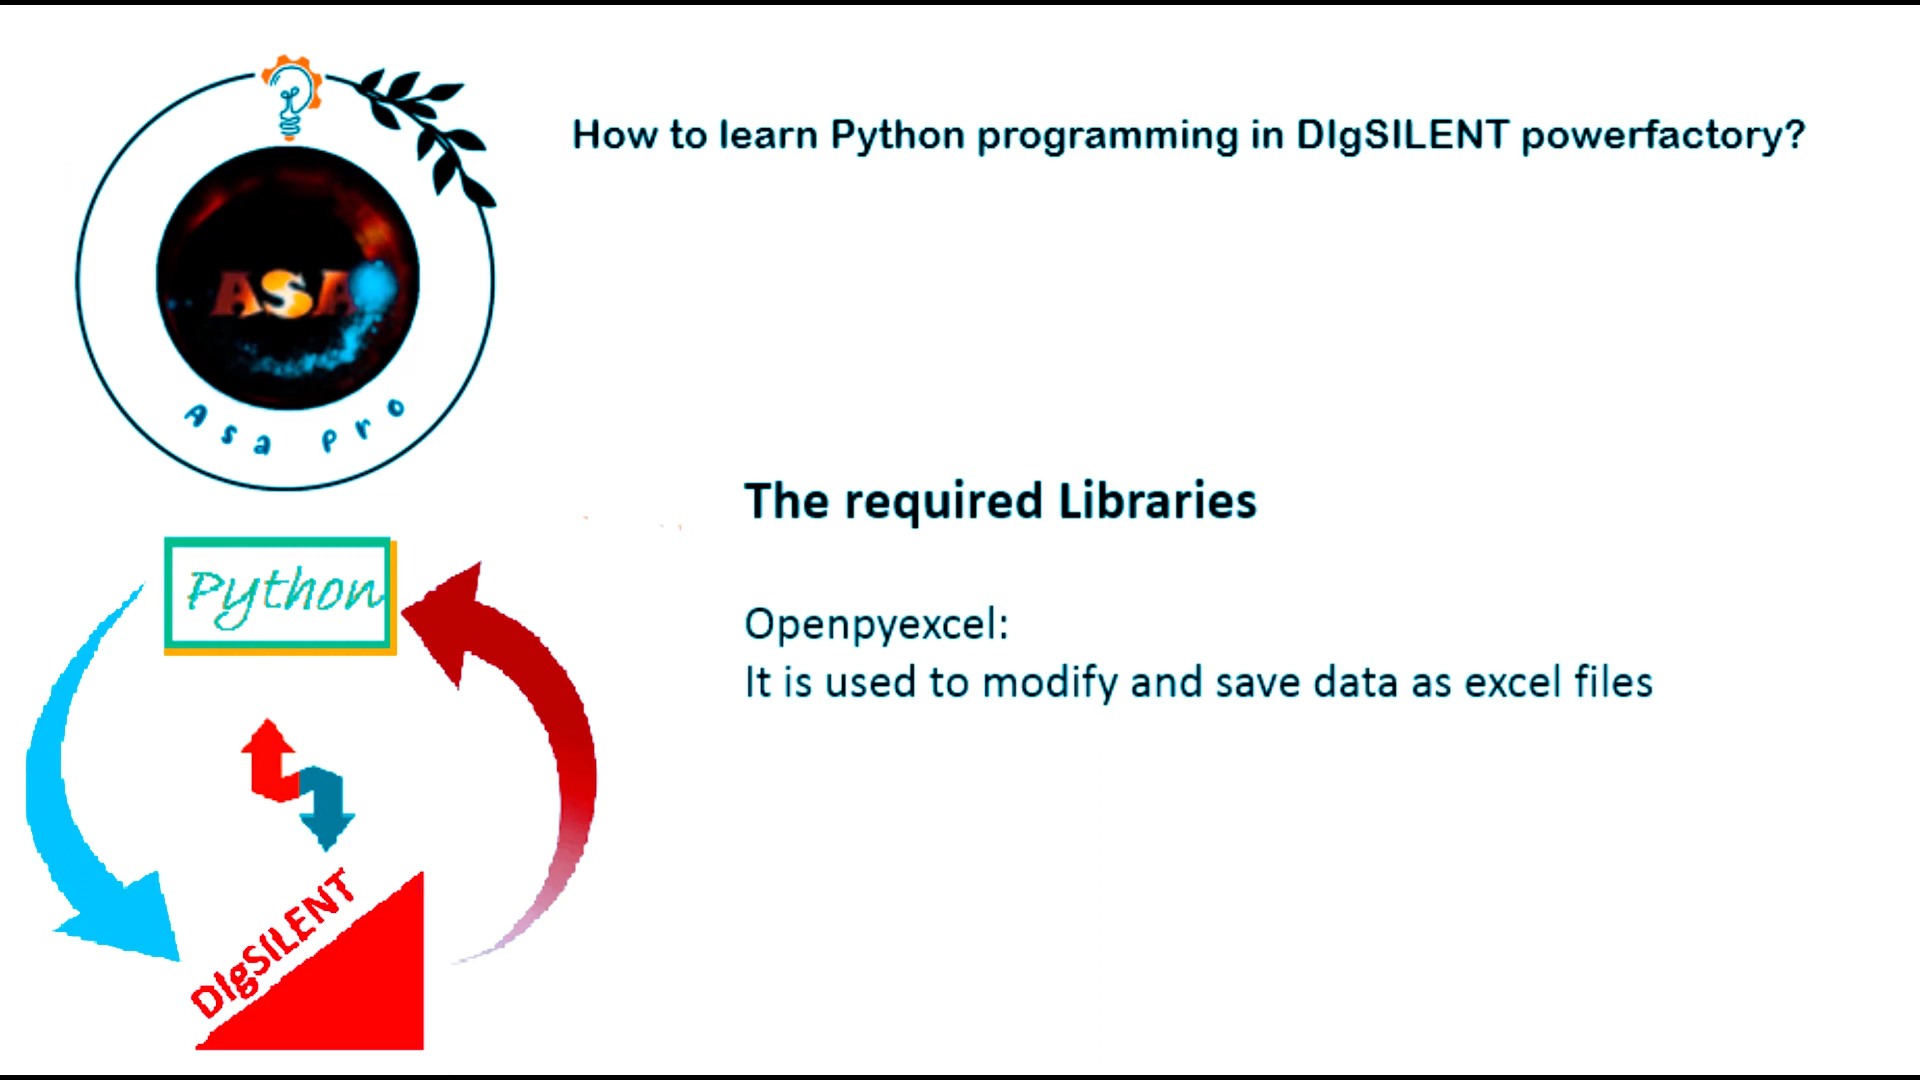 How to learn Python programming in DIgSILENT powerfactory?
ASA
Asa pro
The required Libraries
Python
Openpyexcel:
It is used to modify and save data as excel files
DIgSILENT